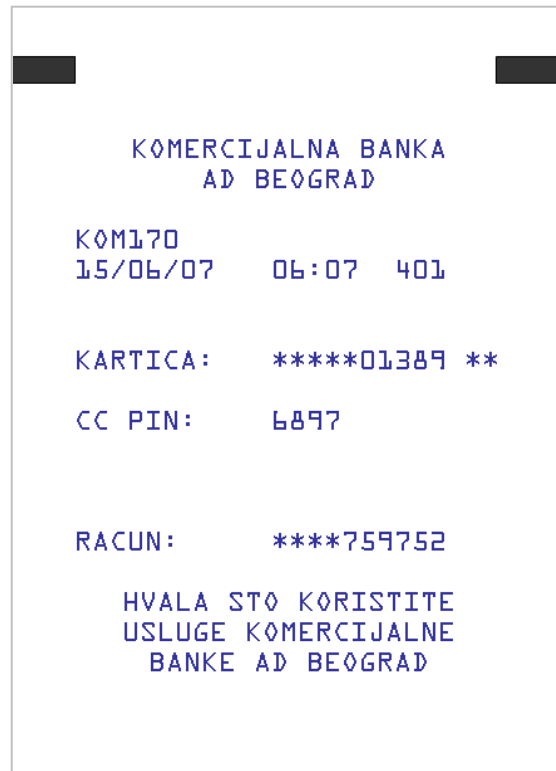 KOMERCIJALNA BANKA
AD BEOGRAD
KOM170
15/06/07 06:07 401
KARTICA: *****01389 **
CC PIN: 6897
RACUN: ****759752
HVALA STO KORISTITE
USLUGE KOMERCIJALNE
BANKE AD BEOGRAD